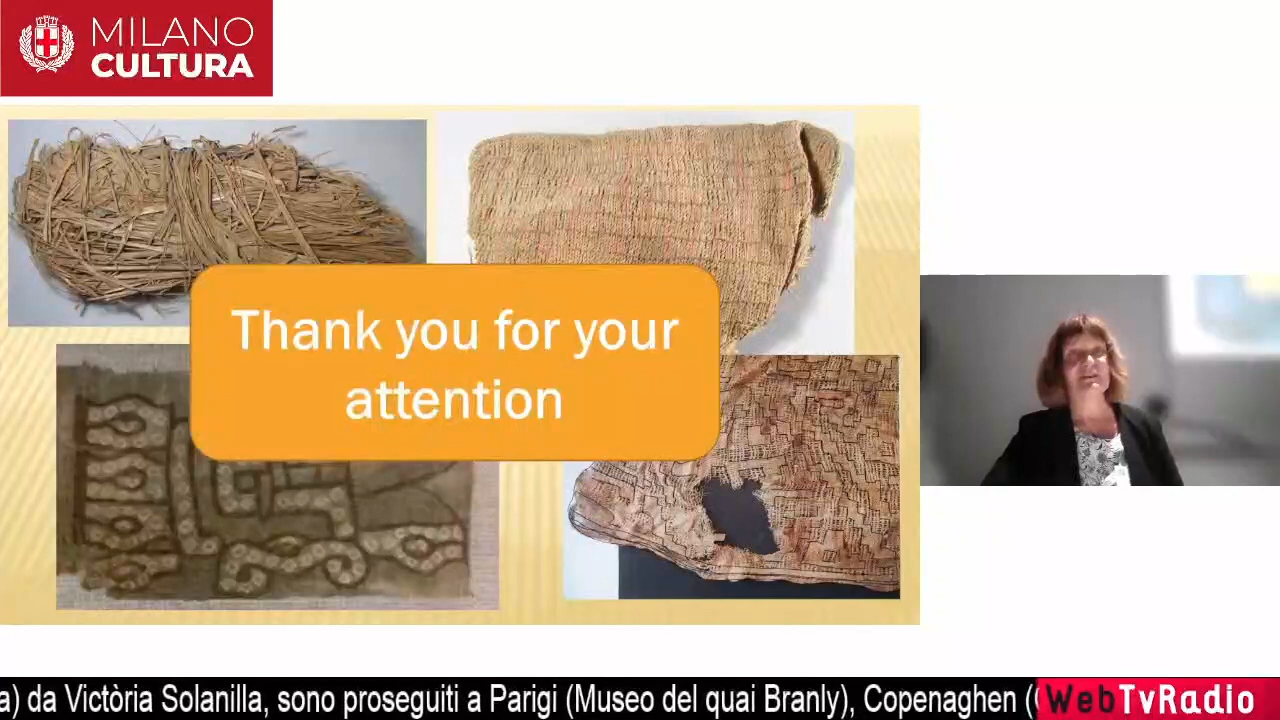 MILANO
CULTURA
Thank you for your
attention
a) da Victòria Solanilla, sono proseguiti a Parigi (Museo del quai Branly), Copenaghen ((
WebTvRadio